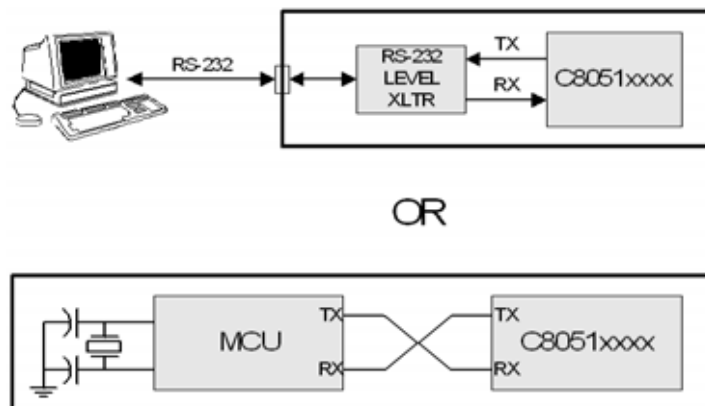 RS-232
RS-232
LEVEL
XLTR
TX
RX
C8051xxxx
OR
MCU
TX
RX
TX
RX
C8051xxxx